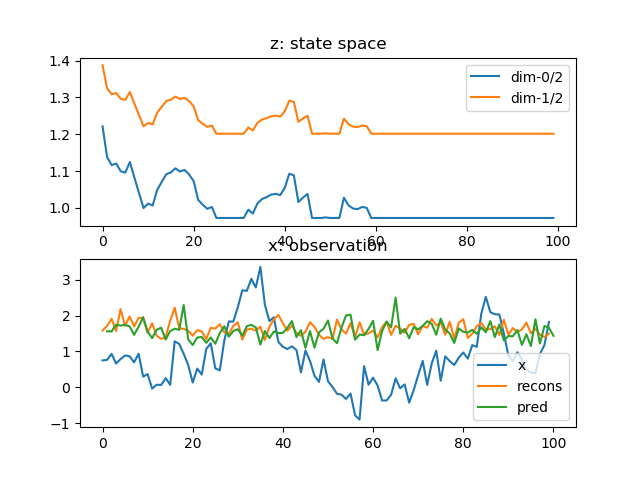 z: state space
1.4
1.3
1.2
1.1
1.0
dim-0/2
dim-1/2
0 20 40 60 80 100
x: observation
3
2
1
0
−1
x
recons
pred
0 20 40 60 80 100